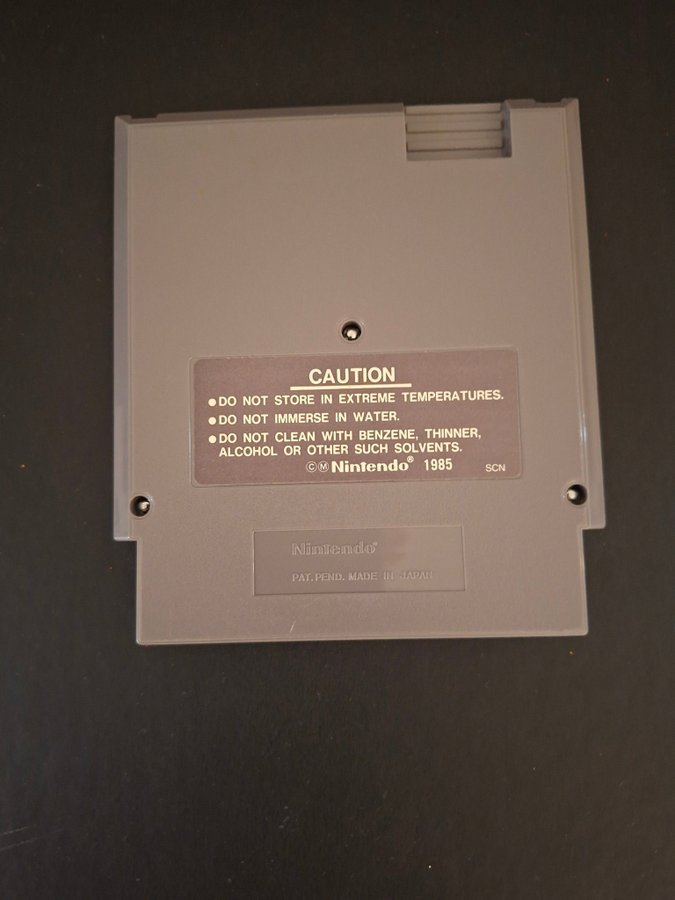 CAUTION
●DO NOT STORE IN EXTREME TEMPERATURES.
●DO NOT IMMERSE IN WATER.
●DO NOT CLEAN WITH BENZENE, THINNER,
ALCOHOL OR OTHER SUCH SOLVENTS.
©Ⓜ Nintendo® 1985 SCN
Nintendo®
PAT. PEND. MADE IN JAPAN